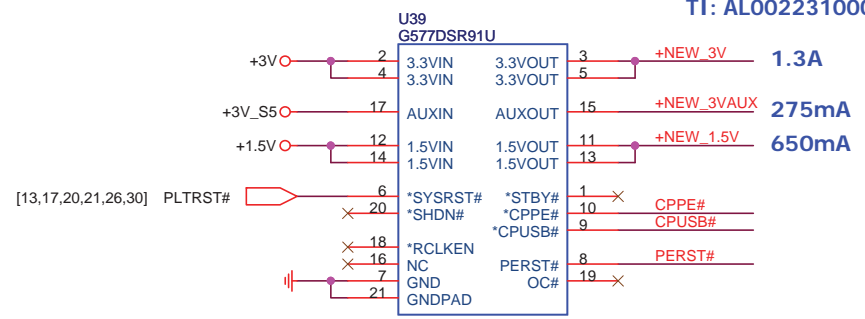 TI: AL002231000
U39
G577DSR91U
+3V 2 3.3VIN 3.3VOUT 3 +NEW_3V 1.3A
4 3.3VIN 3.3VOUT 5
+3V_S5 17 AUXIN AUXOUT 15 +NEW_3VAUX 275mA
+1.5V 12 1.5VIN 1.5VOUT 11 +NEW_1.5V 650mA
14 1.5VIN 1.5VOUT 13
[13,17,20,21,26,30] PLTRST# 6 *SYSRST# *STBY# 1
20 *SHDN# *CPPE# 10 CPPE#
*CPUSB# 9 CPUSB#
18 *RCLKEN
16 NC PERST# 8 PERST#
7 GND OC# 19
21 GNDPAD